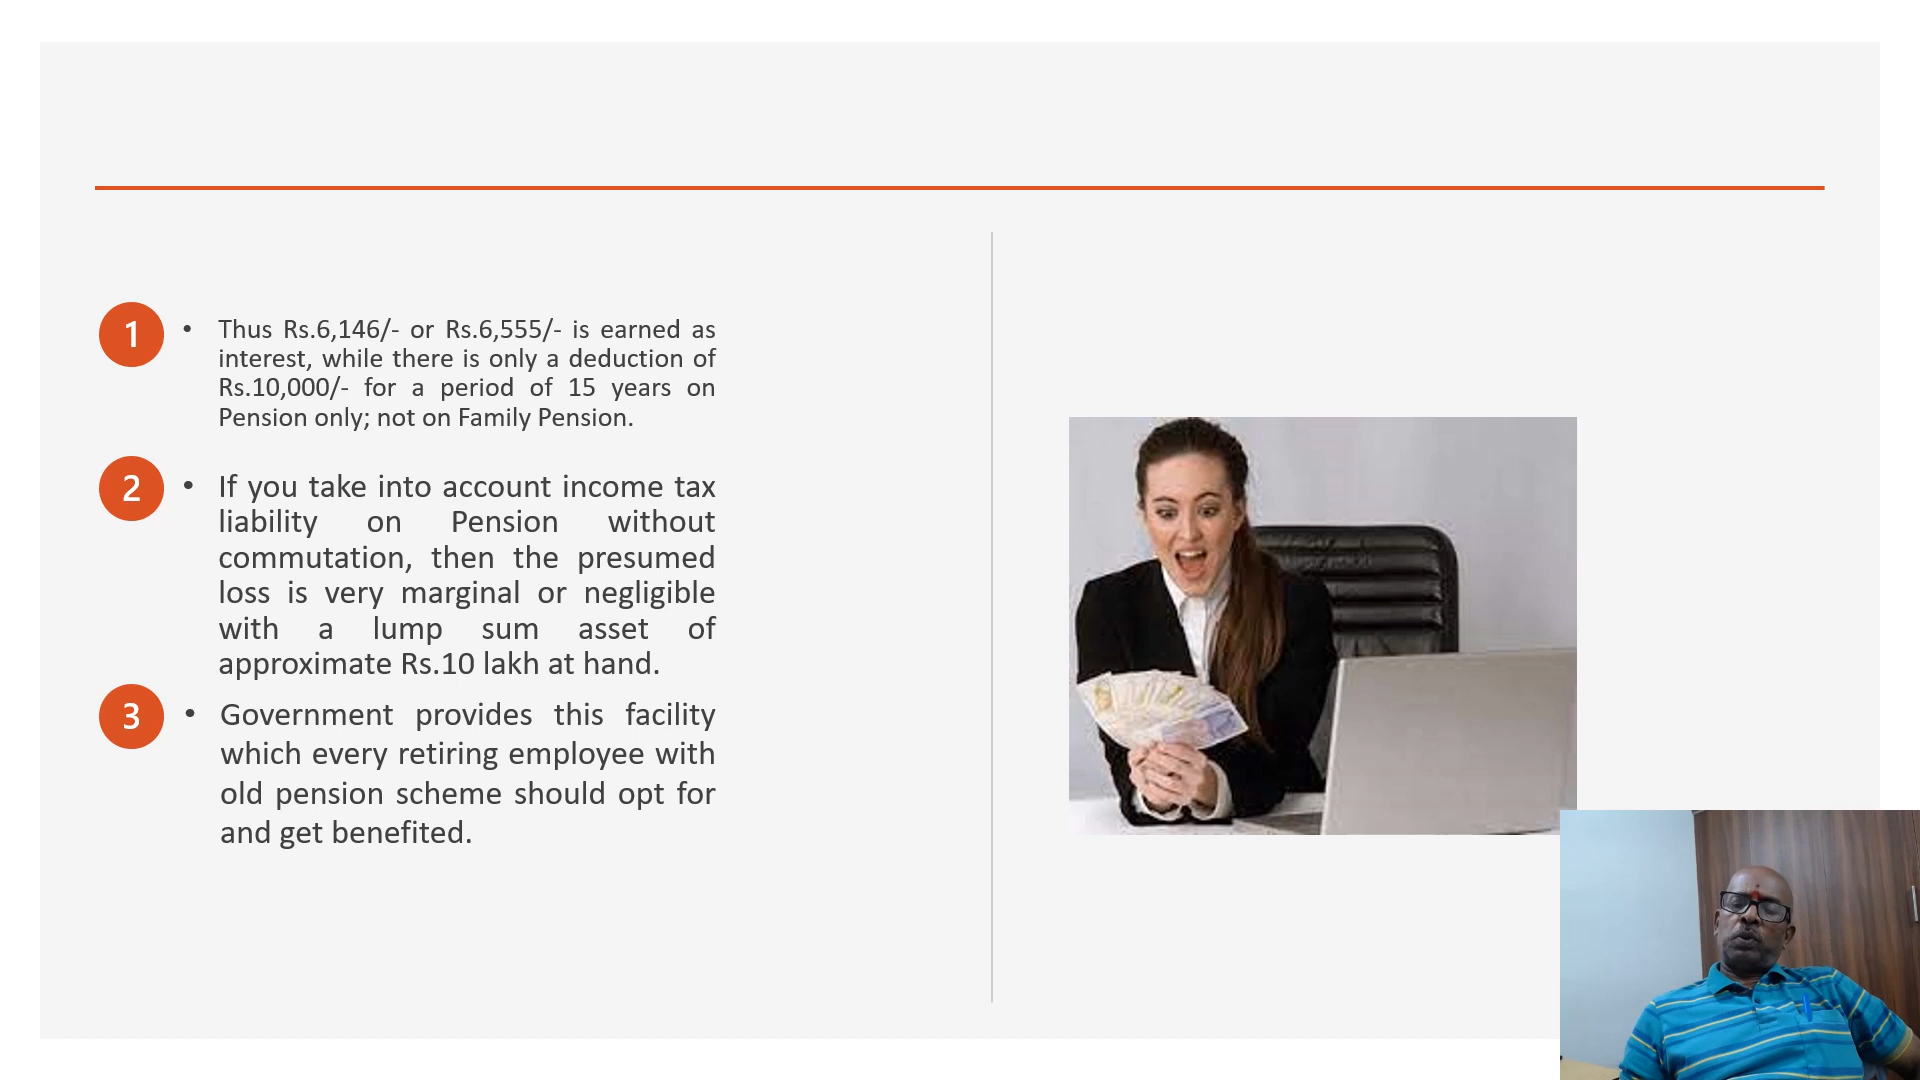 1
• Thus Rs.6,146/- or Rs.6,555/- is earned as
interest, while there is only a deduction of
Rs.10,000/- for a period of 15 years on
Pension only; not on Family Pension.
2
• If you take into account income tax
liability on Pension without
commutation, then the presumed
loss is very marginal or negligible
with a lump sum asset of
approximate Rs.10 lakh at hand.
3
• Government provides this facility
which every retiring employee with
old pension scheme should opt for
and get benefited.